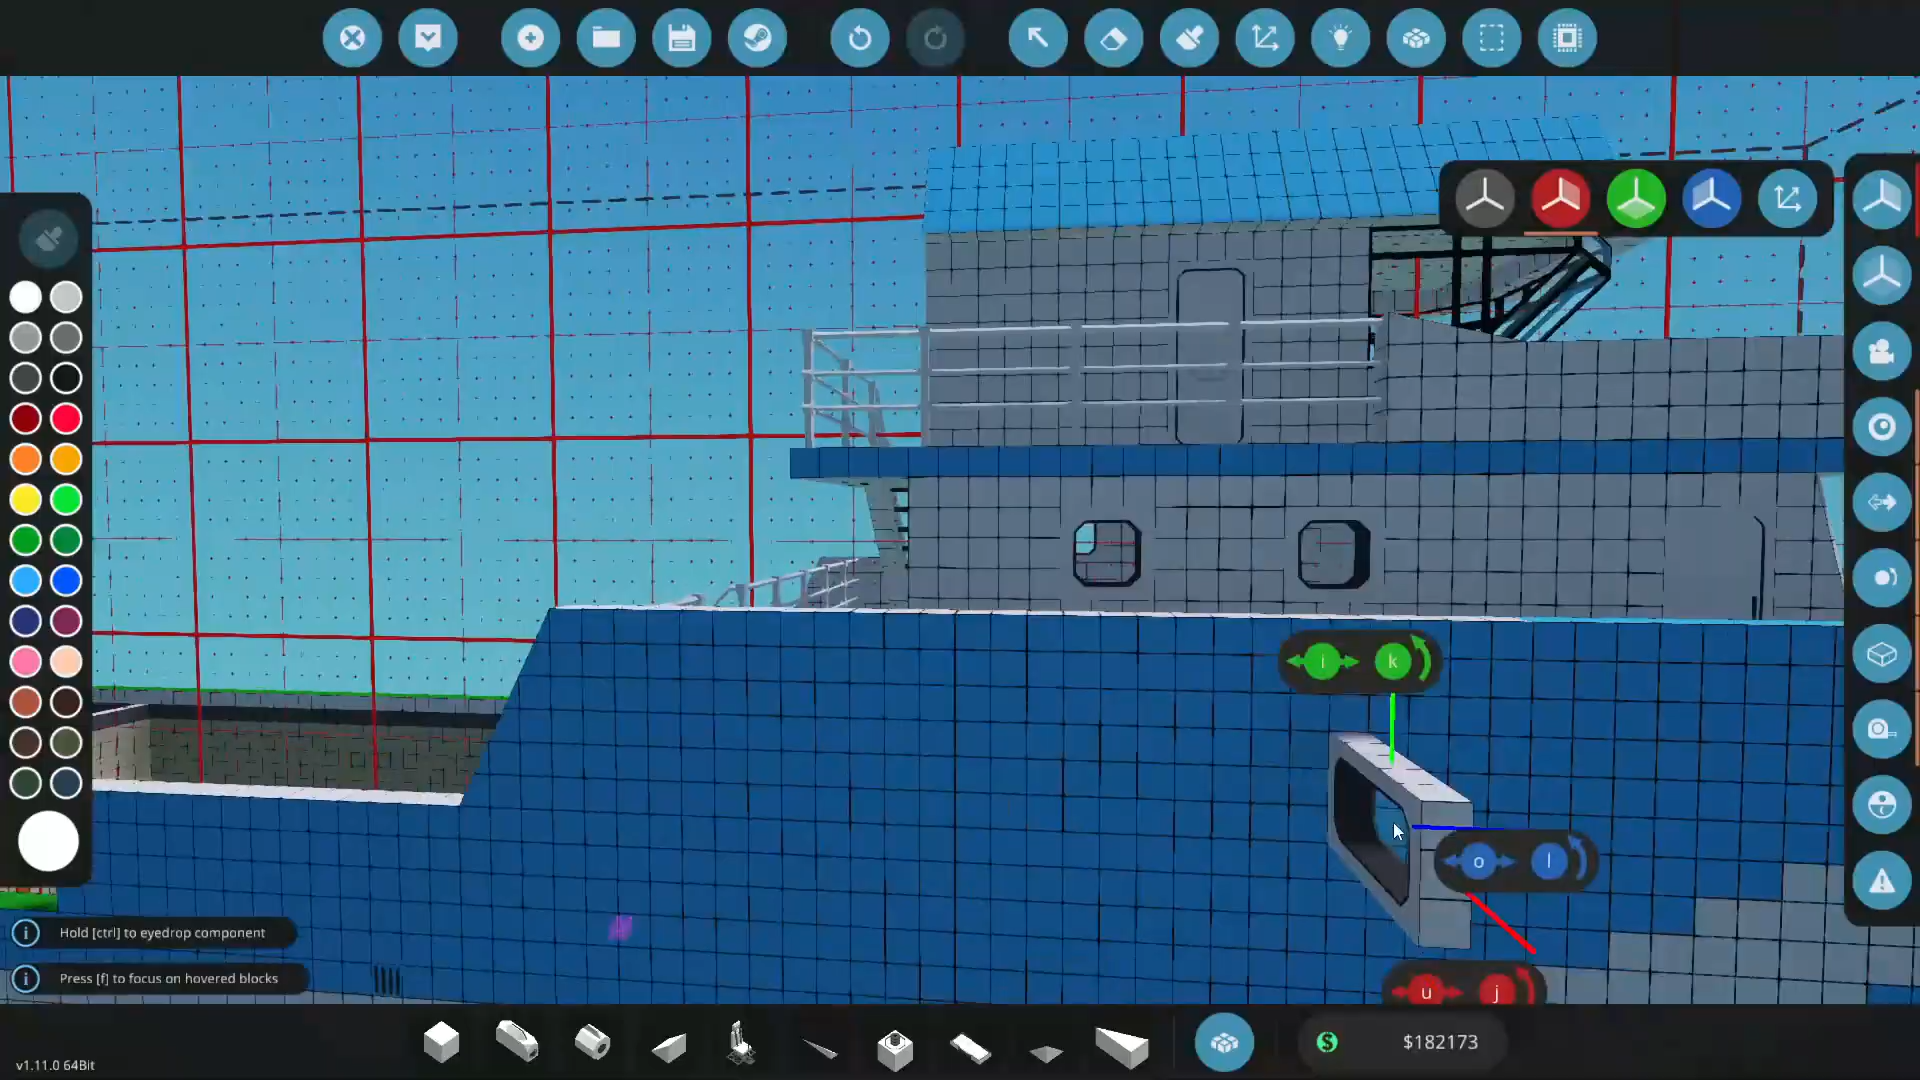 i k
o l
Hold [ctrl] to eyedrop component
Press [f] to focus on hovered blocks
u j
$ $182173
v1.11.0 64Bit